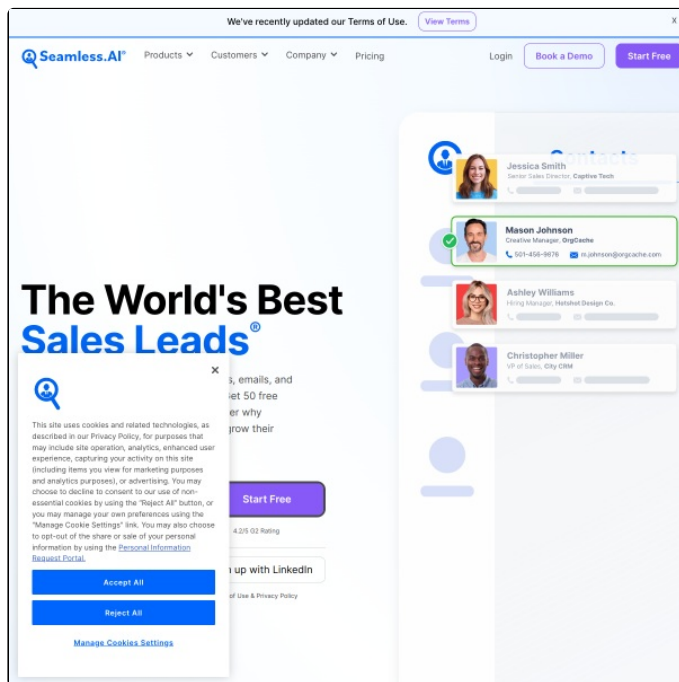 We've recently updated our Terms of Use. View Terms X
Seamless.AI® Products Customers Company Pricing Login Book a Demo Start Free
Contacts
Jessica Smith
Senior Sales Director, Captive Tech
Mason Johnson
Creative Manager, OrgCache
501-456-9676 m.johnson@orgcache.com
Ashley Williams
Hiring Manager, Hotshot Design Co.
Christopher Miller
VP of Sales, City CRM
The World's Best
Sales Leads®
s, emails, and
et 50 free
er why
grow their
Start Free
4.2/5 G2 Rating
up with LinkedIn
of Use & Privacy Policy
This site uses cookies and related technologies, as
described in our Privacy Policy, for purposes that
may include site operation, analytics, enhanced user
experience, capturing your activity on this site
(including items you view for marketing purposes
and analytics purposes), or advertising. You may
choose to decline to consent to our use of non-
essential cookies by using the "Reject All" button, or
you may manage your own preferences using the
"Manage Cookie Settings" link. You may also choose
to opt-out of the share or sale of your personal
information by using the Personal Information
Request Portal.
Accept All
Reject All
Manage Cookies Settings